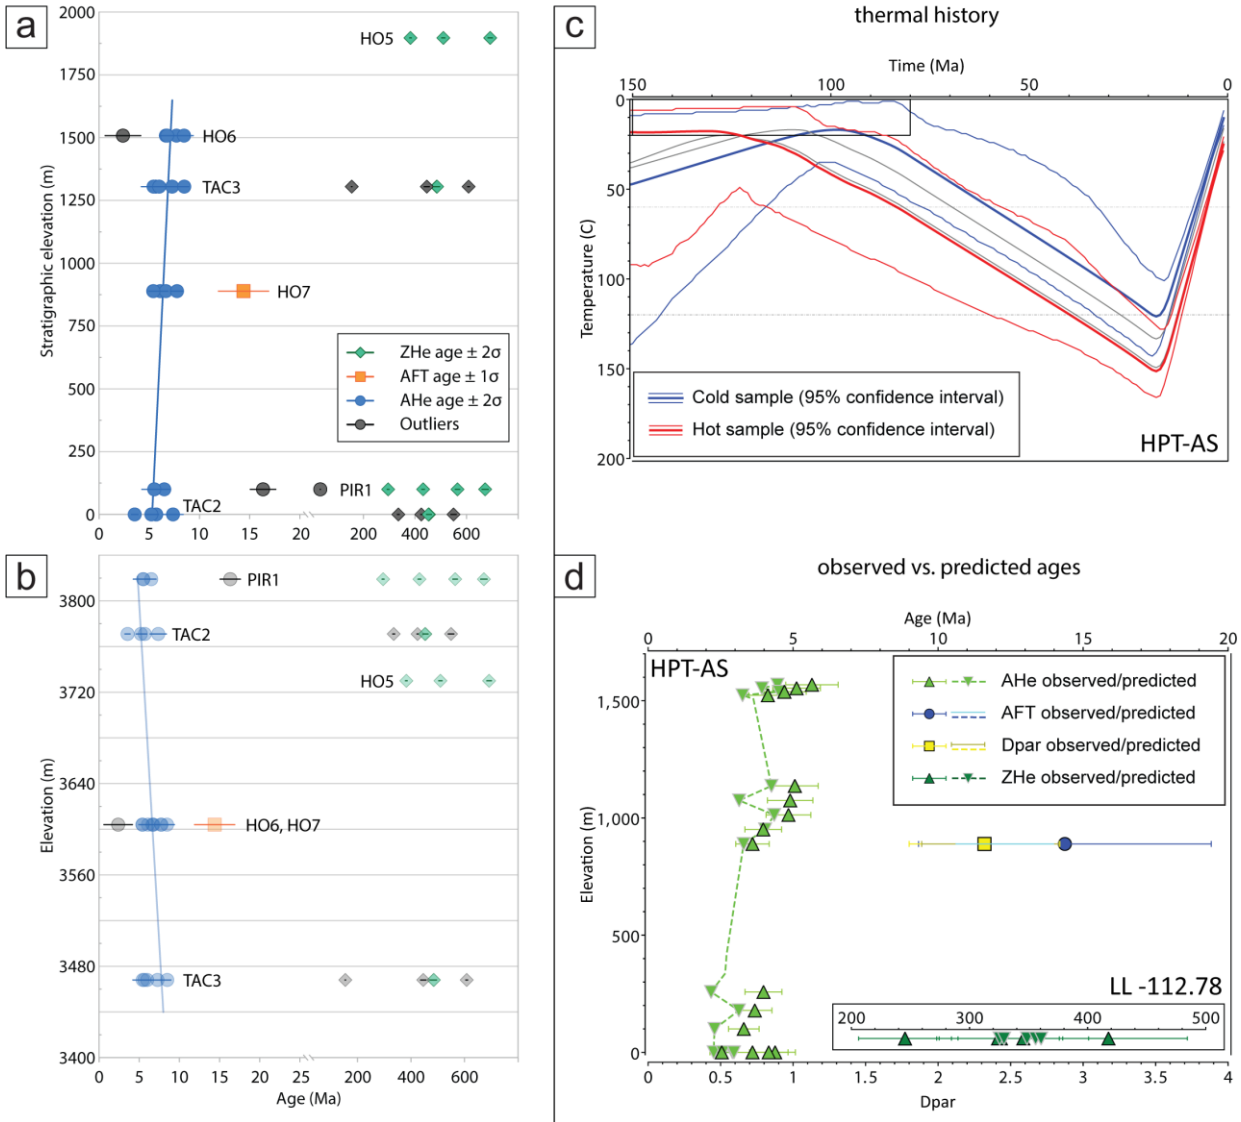 a
2000
1750
1500
1250
1000
750
500
250
0
Stratigraphic elevation (m)
HO5
HO6
TAC3
HO7
PIR1
TAC2
ZHe age ± 2σ
AFT age ± 1σ
AHe age ± 2σ
Outliers
0 5 10 15 20 200 400 600
b
3800
3720
3640
3560
3480
3400
Elevation (m)
PIR1
TAC2
HO5
HO6, HO7
TAC3
0 5 10 15 20 25 200 400 600
Age (Ma)
c
thermal history
Time (Ma)
150 100 50 0
0
50
100
150
200
Temperature (C)
Cold sample (95% confidence interval)
Hot sample (95% confidence interval)
HPT-AS
d
observed vs. predicted ages
Age (Ma)
0 5 10 15 20
HPT-AS
AHe observed/predicted
AFT observed/predicted
Dpar observed/predicted
ZHe observed/predicted
1,500
1,000
500
0
Elevation (m)
LL -112.78
200 300 400 500
0 0.5 1 2 2.5 3 3.5 4
Dpar